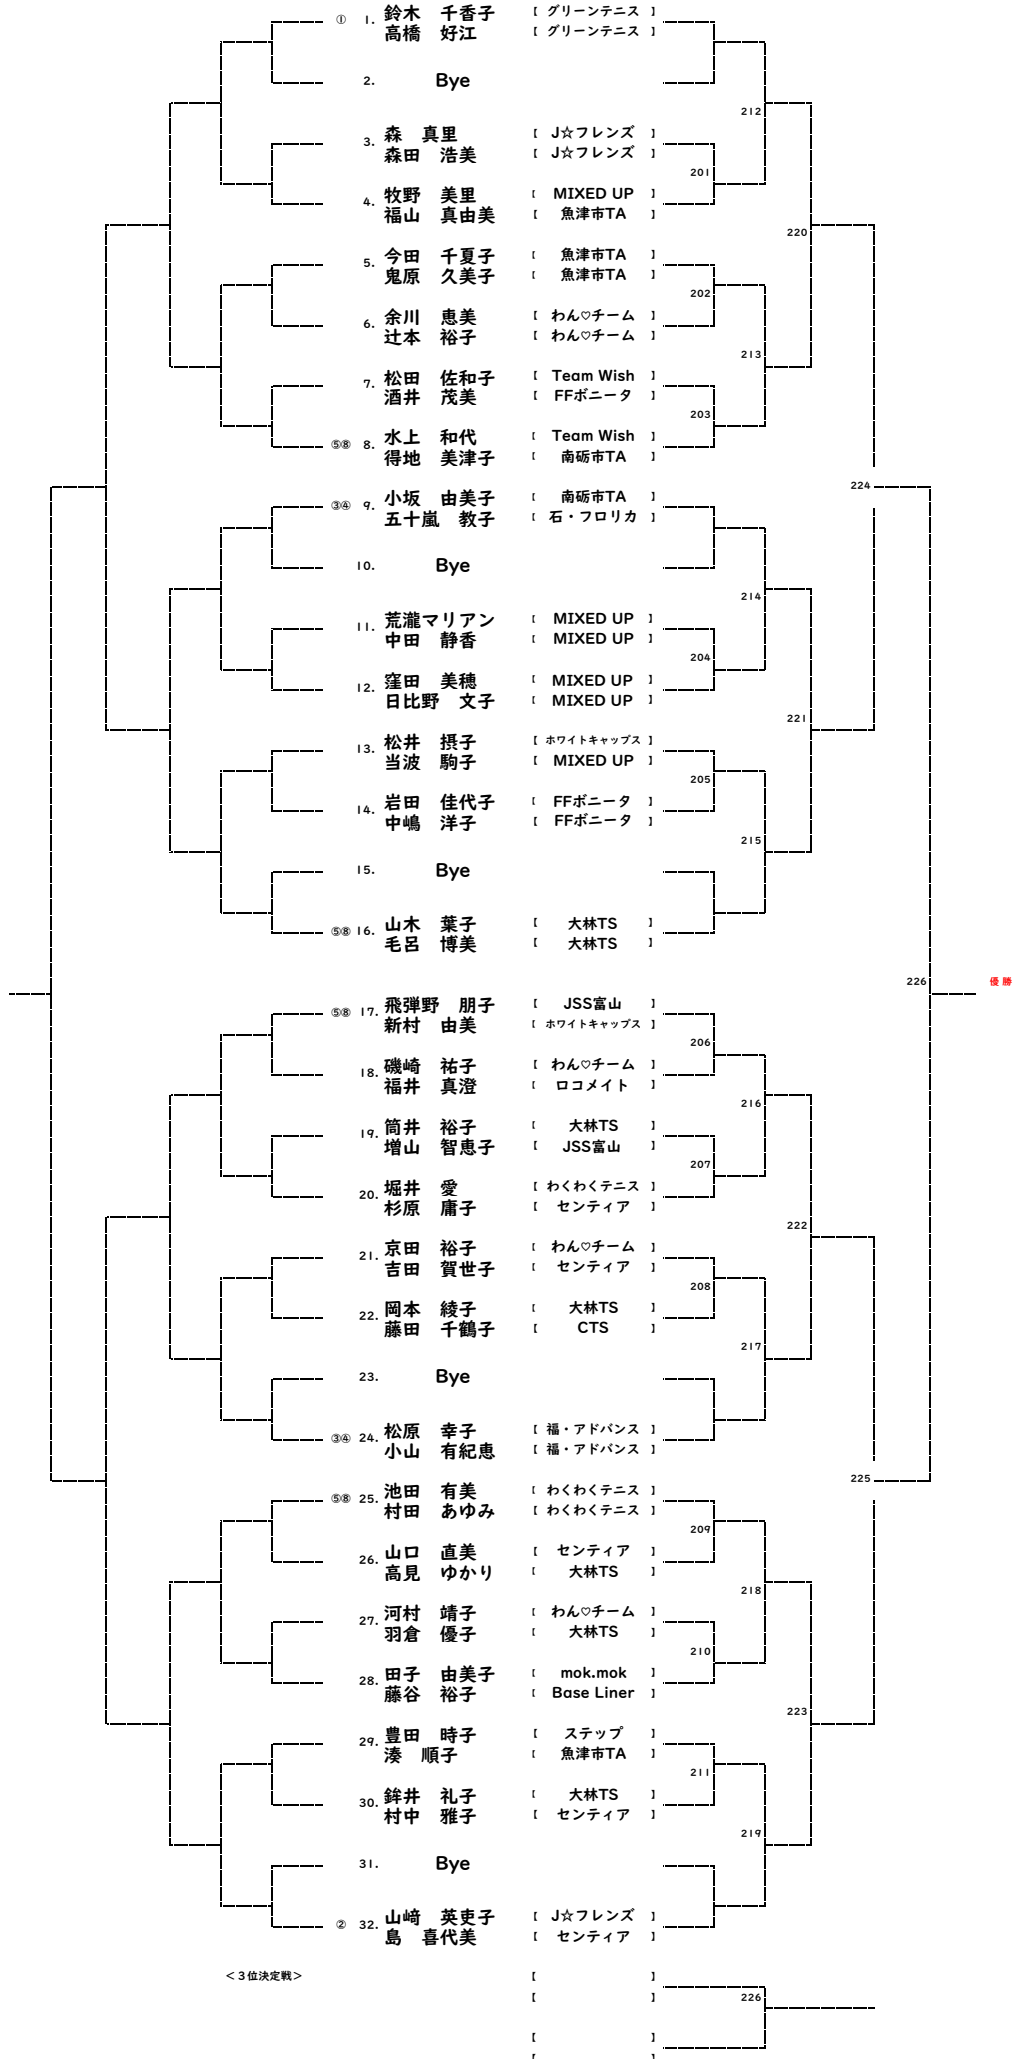 ① 1. 鈴木　千香子 [ グリーンテニス ]
高橋　好江 [ グリーンテニス ]
2. Bye
212
3. 森　真里 [ J☆フレンズ ]
森田　浩美 [ J☆フレンズ ]
201
4. 牧野　美里 [ MIXED UP ]
福山　真由美 [ 魚津市TA ]
220
5. 今田　千夏子 [ 魚津市TA ]
鬼原　久美子 [ 魚津市TA ]
202
6. 余川　恵美 [ わん♡チーム ]
辻本　裕子 [ わん♡チーム ]
213
7. 松田　佐和子 [ Team Wish ]
酒井　茂美 [ FFボニータ ]
203
⑤⑧ 8. 水上　和代 [ Team Wish ]
得地　美津子 [ 南砺市TA ]
224
③④ 9. 小坂　由美子 [ 南砺市TA ]
五十嵐　教子 [ 石・フロリカ ]
10. Bye
214
11. 荒瀧マリアン [ MIXED UP ]
中田　静香 [ MIXED UP ]
204
12. 窪田　美穂 [ MIXED UP ]
日比野　文子 [ MIXED UP ]
221
13. 松井　摂子 [ ホワイトキャップス ]
当波　駒子 [ MIXED UP ]
205
14. 岩田　佳代子 [ FFボニータ ]
中嶋　洋子 [ FFボニータ ]
215
15. Bye
⑤⑧ 16. 山木　葉子 [ 大林TS ]
毛呂　博美 [ 大林TS ]
226 優勝
⑤⑧ 17. 飛弾野　朋子 [ JSS富山 ]
新村　由美 [ ホワイトキャップス ]
206
18. 磯崎　祐子 [ わん♡チーム ]
福井　真澄 [ ロコメイト ]
216
19. 筒井　裕子 [ 大林TS ]
増山　智恵子 [ JSS富山 ]
207
20. 堀井　愛 [ わくわくテニス ]
杉原　庸子 [ センティア ]
222
21. 京田　裕子 [ わん♡チーム ]
吉田　賀世子 [ センティア ]
208
22. 岡本　綾子 [ 大林TS ]
藤田　千鶴子 [ CTS ]
217
23. Bye
③④ 24. 松原　幸子 [ 福・アドバンス ]
小山　有紀恵 [ 福・アドバンス ]
225
⑤⑧ 25. 池田　有美 [ わくわくテニス ]
村田　あゆみ [ わくわくテニス ]
209
26. 山口　直美 [ センティア ]
高見　ゆかり [ 大林TS ]
218
27. 河村　靖子 [ わん♡チーム ]
羽倉　優子 [ 大林TS ]
210
28. 田子　由美子 [ mok.mok ]
藤谷　裕子 [ Base Liner ]
223
29. 豊田　時子 [ ステップ ]
湊　順子 [ 魚津市TA ]
211
30. 鉾井　礼子 [ 大林TS ]
村中　雅子 [ センティア ]
219
31. Bye
② 32. 山﨑　英吏子 [ J☆フレンズ ]
島　喜代美 [ センティア ]
＜３位決定戦＞ [ ]
[ ] 226
[ ]
[ ]